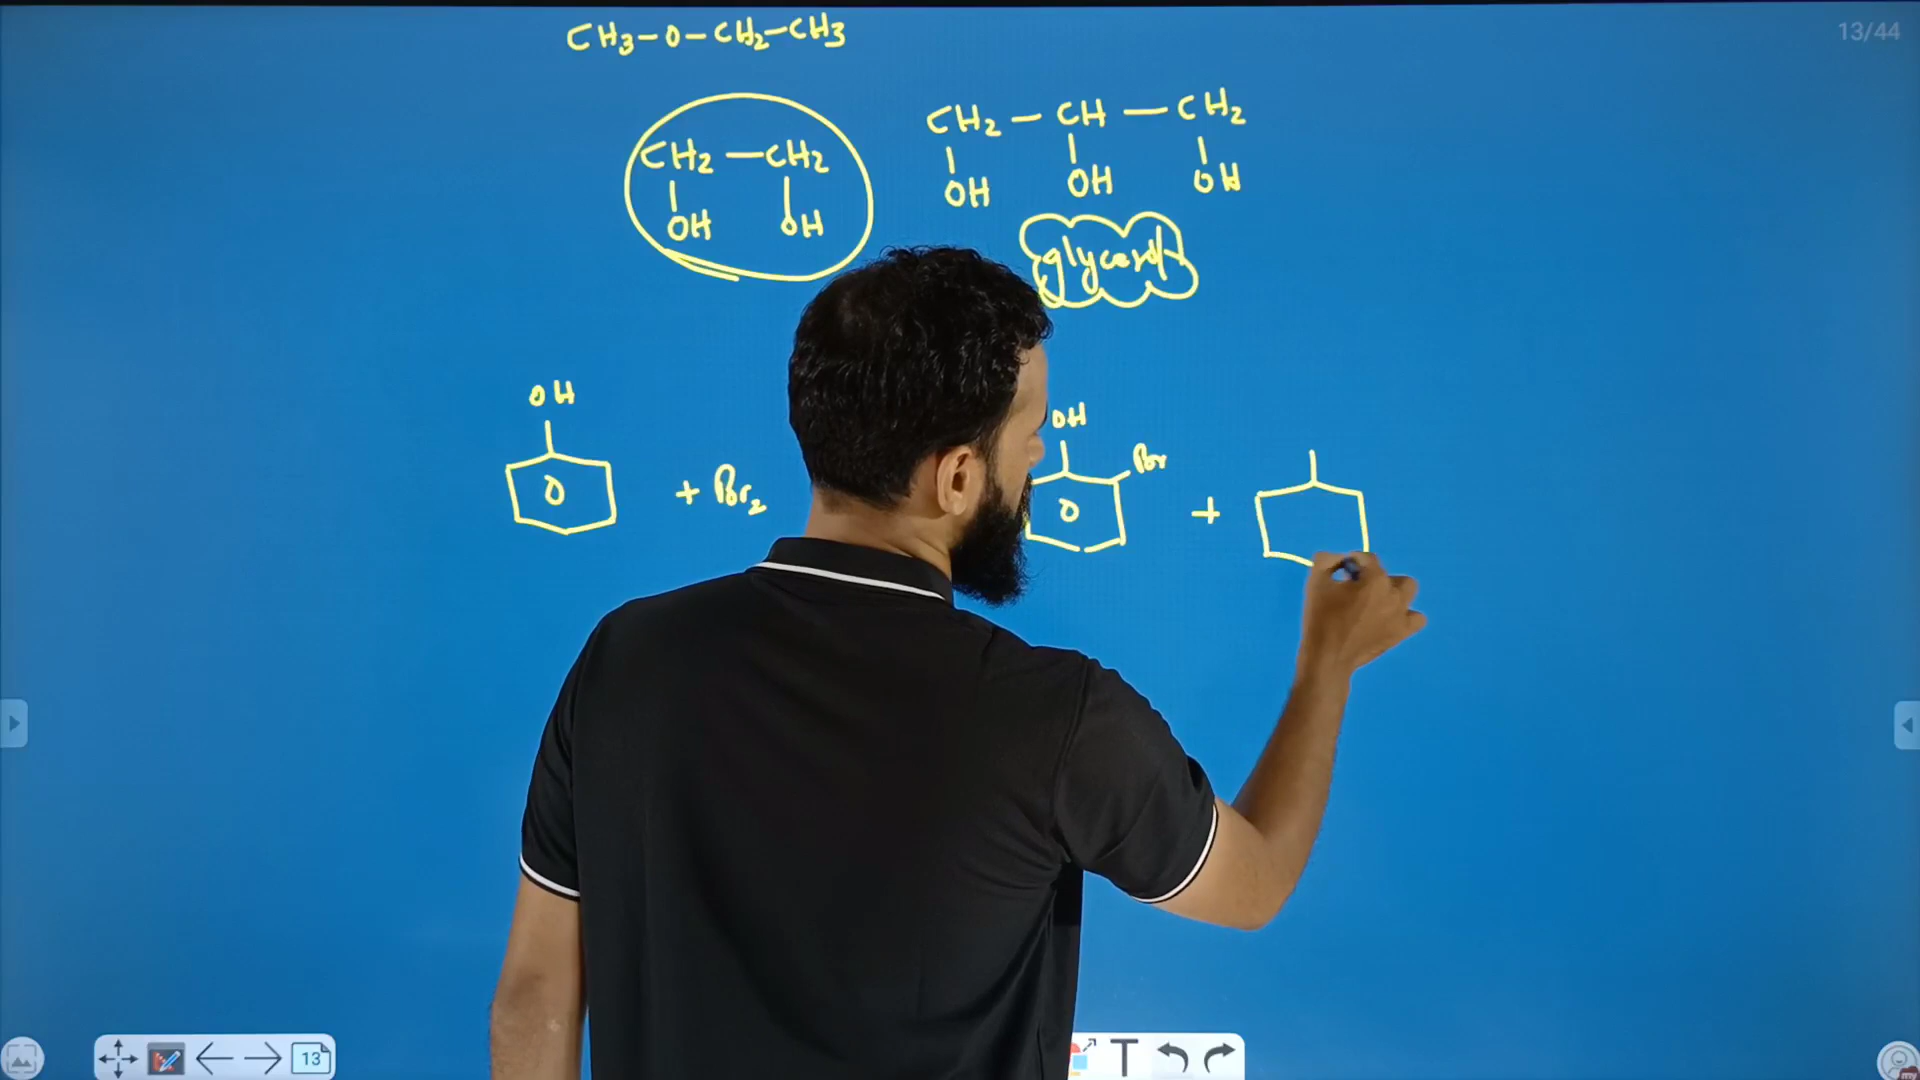 13/44
CH3-O-CH2-CH3
CH2-CH2
OH OH
CH2-CH-CH2
OH OH OH
glycerol
OH
+ Br2
OH
Br
+
13
T